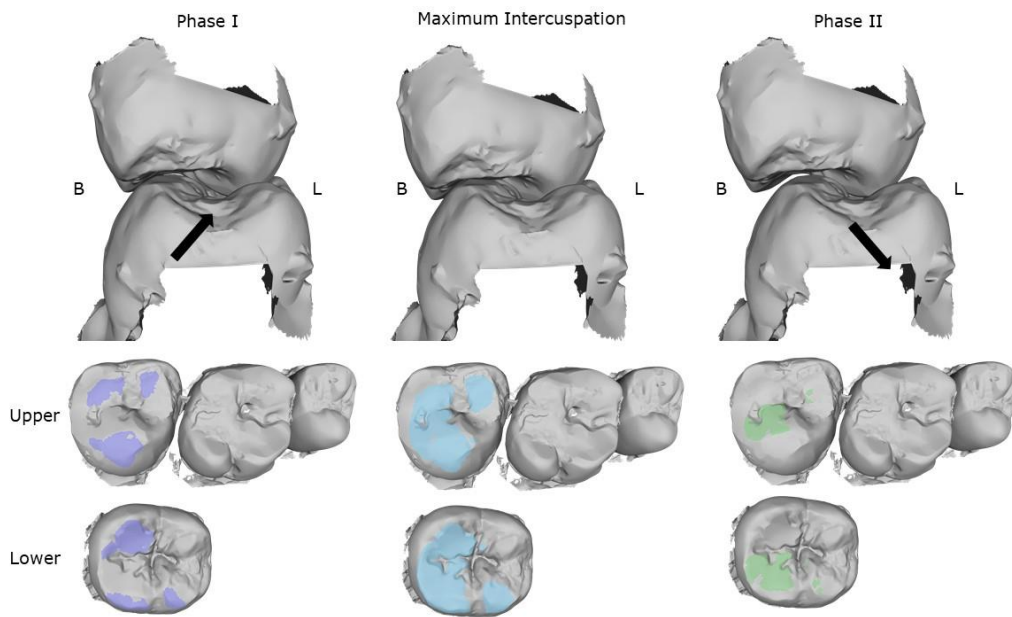 Phase I
Maximum Intercuspation
Phase II
B
L
B
L
B
L
Upper
Lower